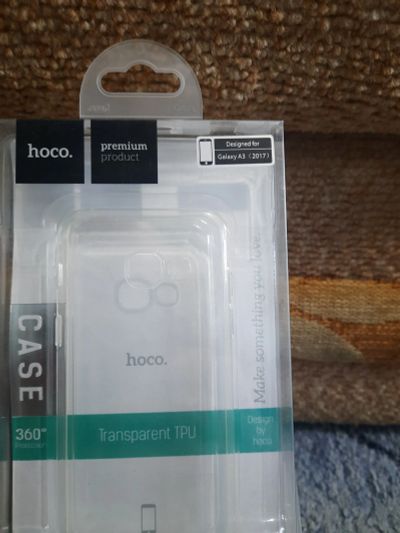 hoco.
premium
product
Designed for
Galaxy A3（2017）
Make something you love.
hoco.
CASE
360°
Protection
Transparent TPU
Design
by
hoco